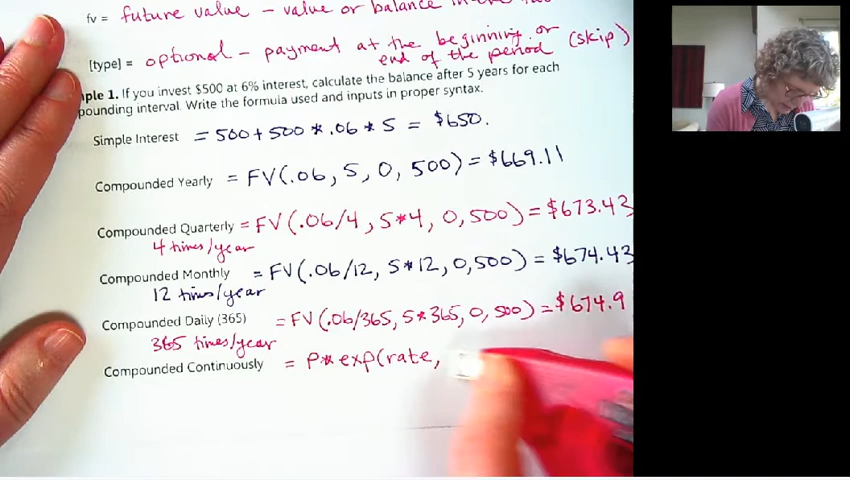 fv = future value - value or balance in the
[type] = optional - payment at the beginning or
end of the period (skip)
ple 1. If you invest $500 at 6% interest, calculate the balance after 5 years for each
pounding interval. Write the formula used and inputs in proper syntax.
Simple Interest = 500+500*.06*5 = $650.
Compounded Yearly = FV(.06, 5, 0, 500) = $669.11
Compounded Quarterly = FV(.06/4, 5*4, 0,500) = $673.43
4 times/year
Compounded Monthly = FV(.06/12, 5*12, 0,500) = $674.43
12 times/year
Compounded Daily (365) = FV(.06/365, 5*365, 0, 500) = $674.9
365 times/year
Compounded Continuously = P* exp(rate,